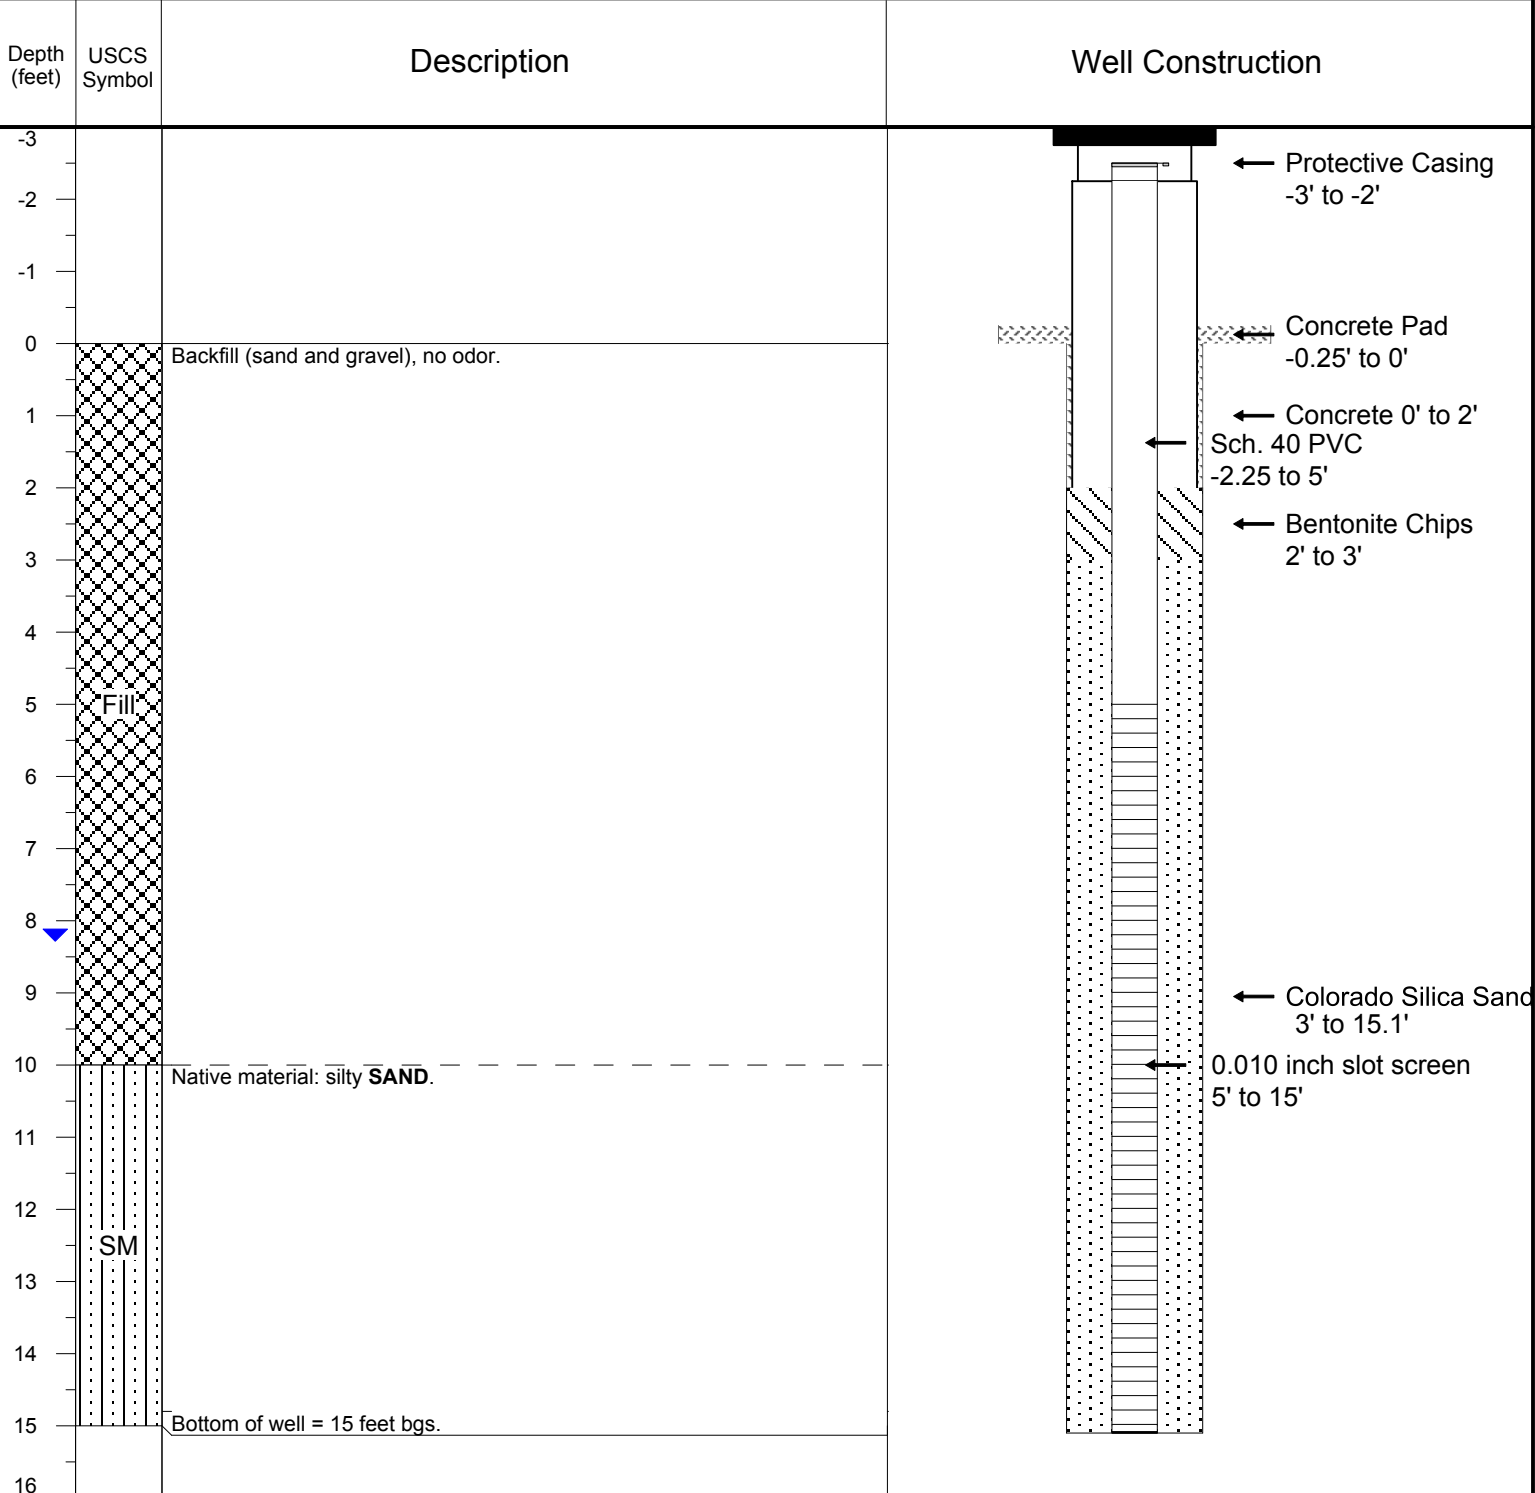 Depth
(feet)
USCS
Symbol
Description
Well Construction
-3
-2
-1
0
1
2
3
4
5
6
7
8
9
10
11
12
13
14
15
16
Fill
SM
Backfill (sand and gravel), no odor.
Native material: silty SAND.
Bottom of well = 15 feet bgs.
Protective Casing
-3' to -2'
Concrete Pad
-0.25' to 0'
Concrete 0' to 2'
Sch. 40 PVC
-2.25 to 5'
Bentonite Chips
2' to 3'
Colorado Silica Sand
3' to 15.1'
0.010 inch slot screen
5' to 15'